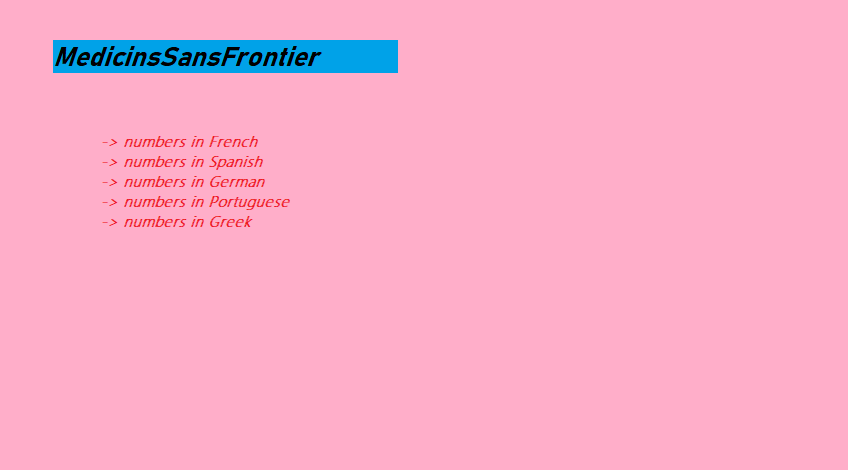 MedicinsSansFrontier
-> numbers in French
-> numbers in Spanish
-> numbers in German
-> numbers in Portuguese
-> numbers in Greek